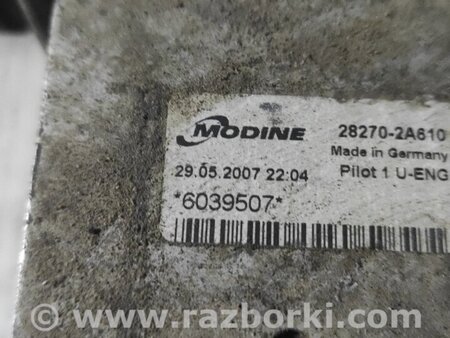 MODINE 28270-2A610
Made in Germany
29.05.2007 22:04 Pilot 1 U-ENG
*6039507*
www.razborki.com